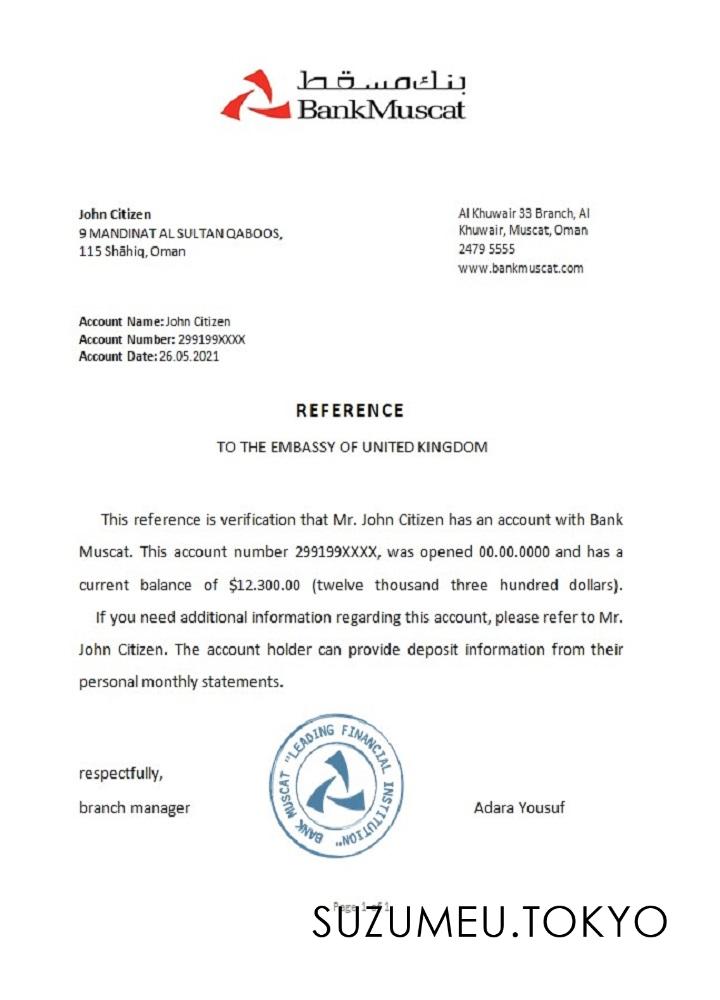 بنك مسقط
BankMuscat
John Citizen
9 MANDINAT AL SULTAN QABOOS,
115 Shāhiq, Oman
Al Khuwair 33 Branch, Al
Khuwair, Muscat, Oman
2479 5555
www.bankmuscat.com
Account Name: John Citizen
Account Number: 299199XXXX
Account Date: 26.05.2021
REFERENCE
TO THE EMBASSY OF UNITED KINGDOM
This reference is verification that Mr. John Citizen has an account with Bank
Muscat. This account number 299199XXXX, was opened 00.00.0000 and has a
current balance of $12.300.00 (twelve thousand three hundred dollars).
If you need additional information regarding this account, please refer to Mr.
John Citizen. The account holder can provide deposit information from their
personal monthly statements.
respectfully,
branch manager
BANK MUSCAT "LEADING FINANCIAL INSTITUTION"
Adara Yousuf
Page 1 of 1
SUZUMEU.TOKYO